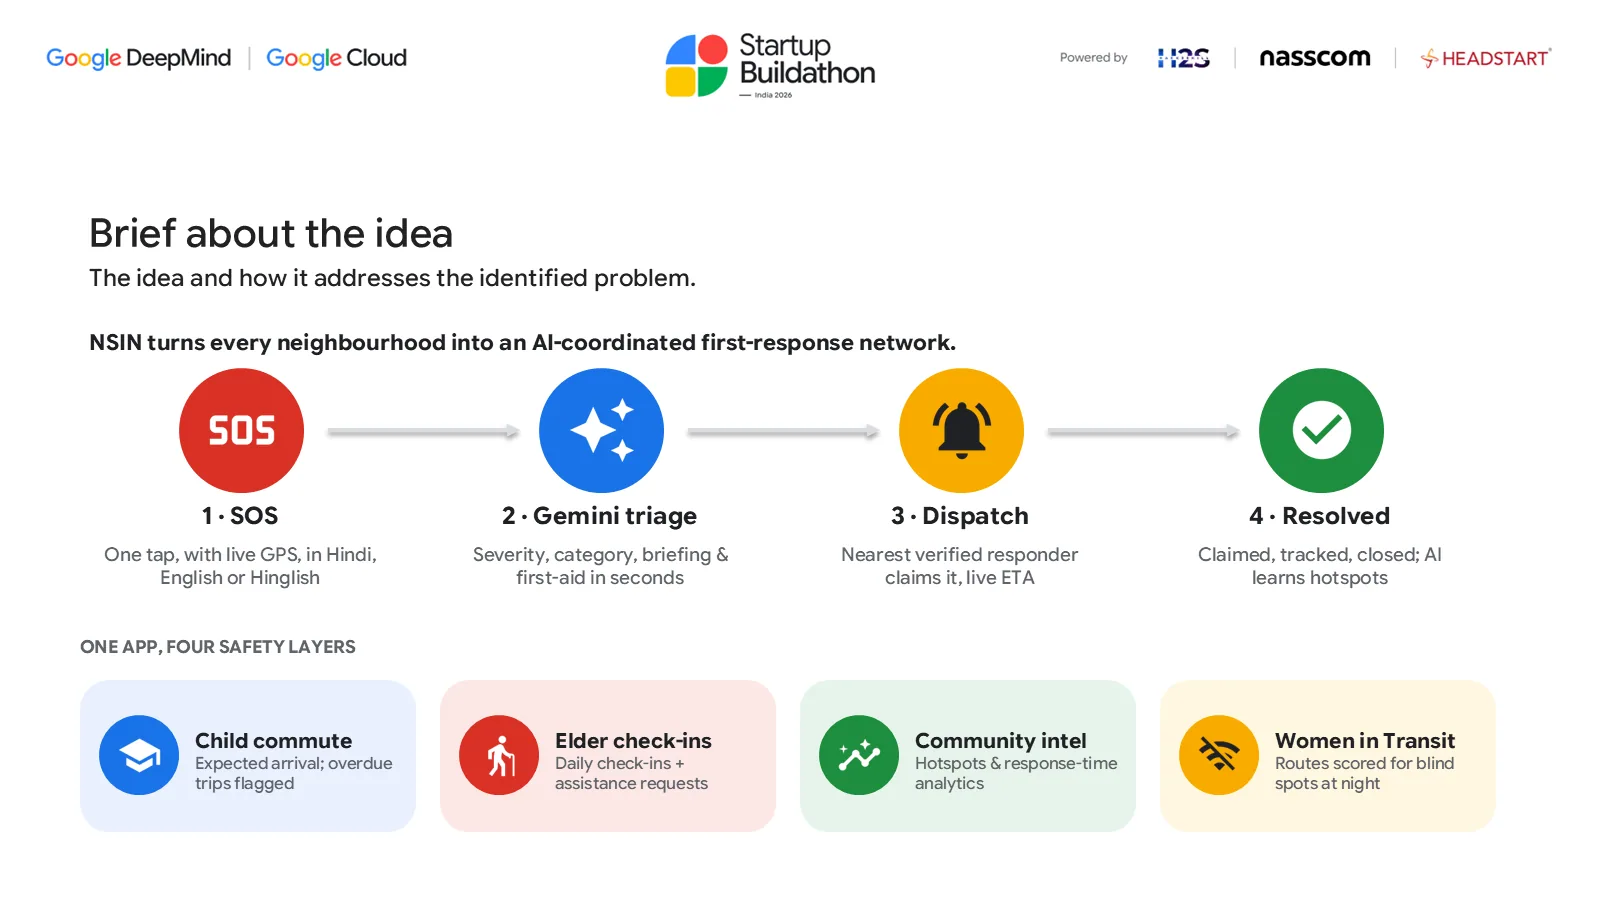 Google DeepMind | Google Cloud
Startup
Buildathon
India 2026
Powered by
H2S
nasscom
HEADSTART
Brief about the idea
The idea and how it addresses the identified problem.
NSIN turns every neighbourhood into an AI-coordinated first-response network.
SOS
1 · SOS
One tap, with live GPS, in Hindi,
English or Hinglish
2 · Gemini triage
Severity, category, briefing &
first-aid in seconds
3 · Dispatch
Nearest verified responder
claims it, live ETA
4 · Resolved
Claimed, tracked, closed; AI
learns hotspots
ONE APP, FOUR SAFETY LAYERS
Child commute
Expected arrival; overdue
trips flagged
Elder check-ins
Daily check-ins +
assistance requests
Community intel
Hotspots & response-time
analytics
Women in Transit
Routes scored for blind
spots at night